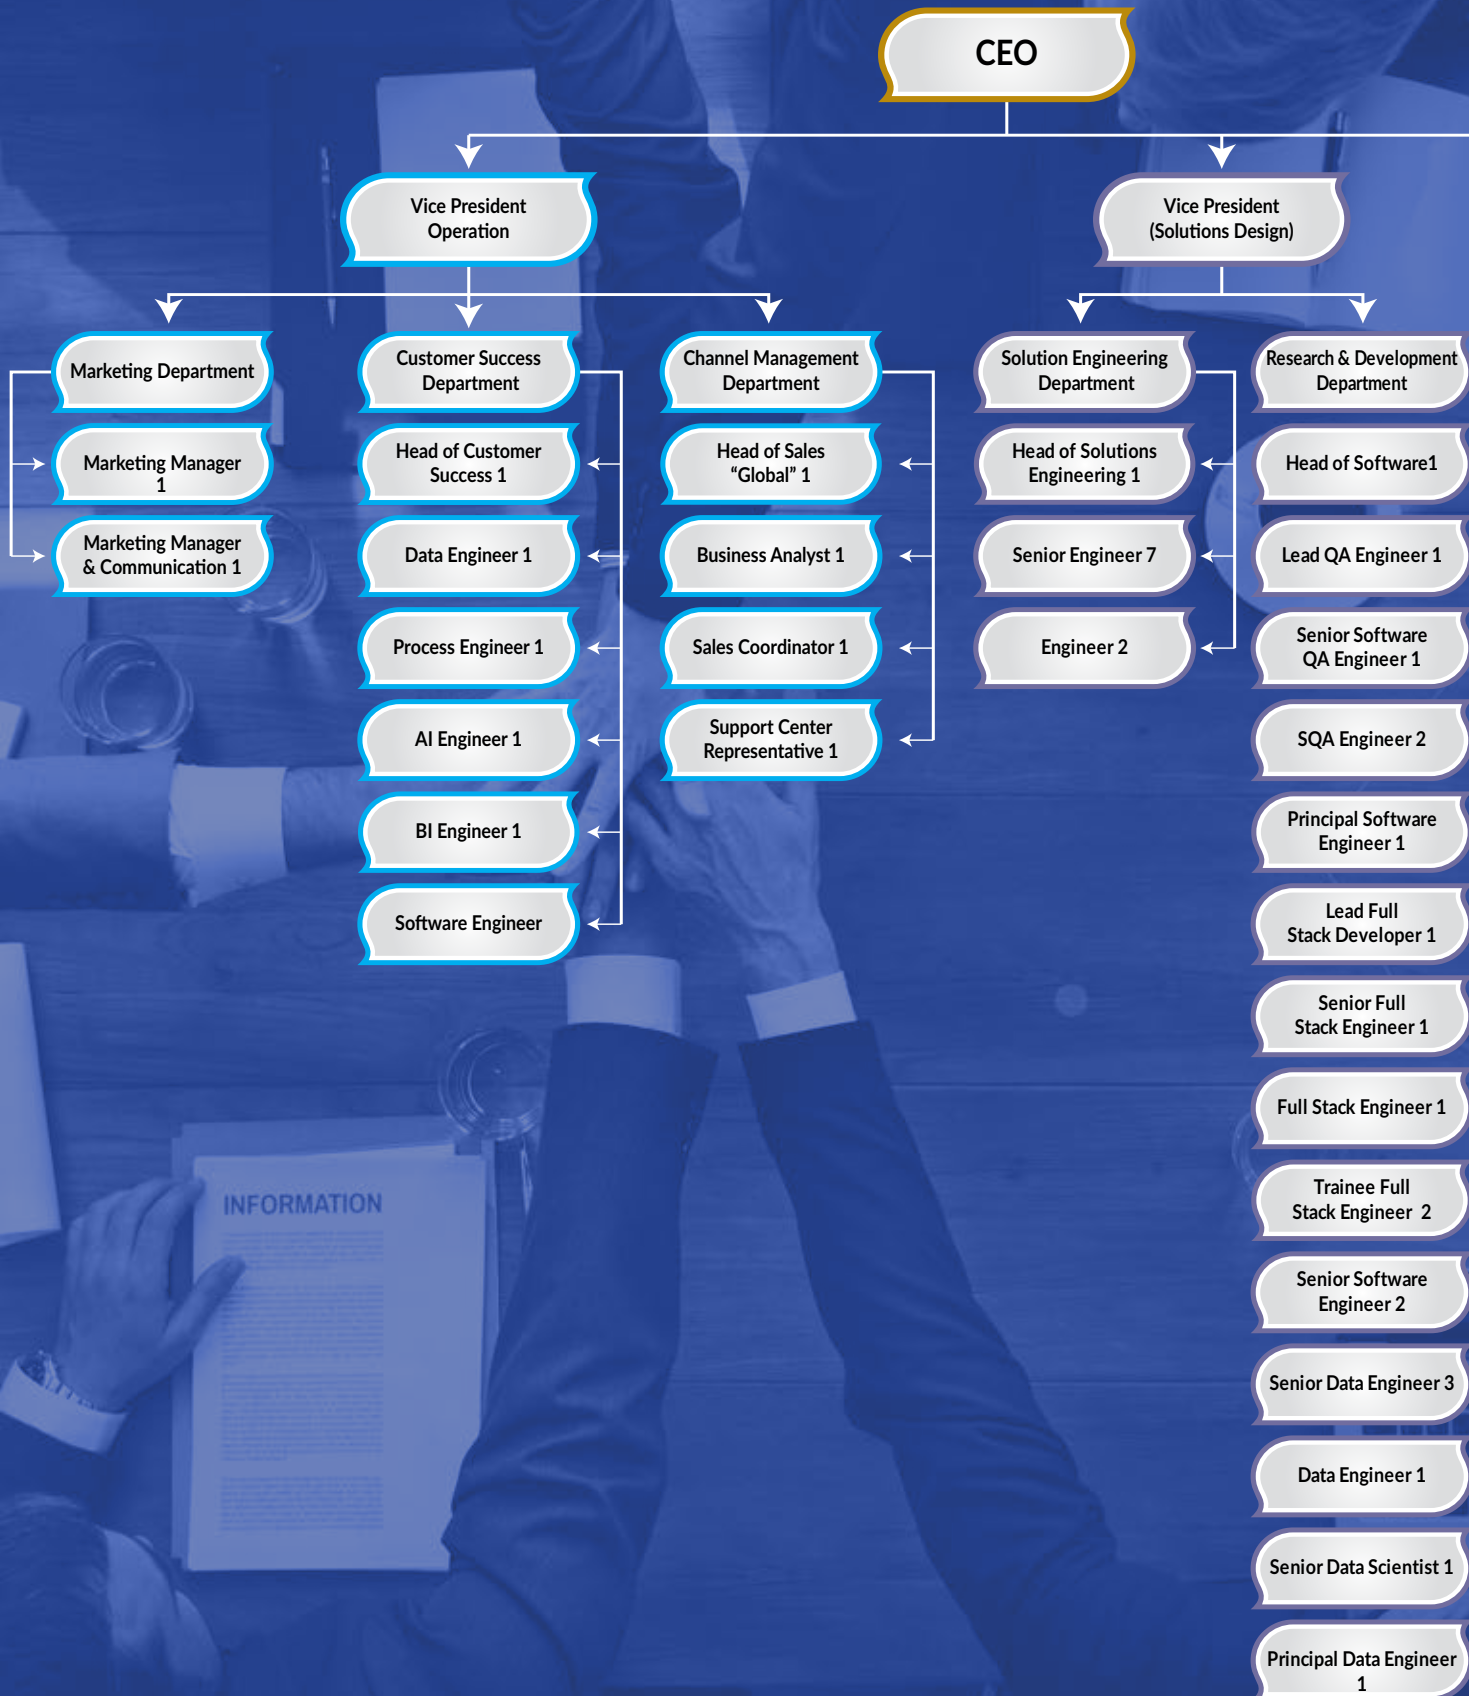 CEO
Vice President
Operation
Vice President
(Solutions Design)
Marketing Department
Marketing Manager
1
Marketing Manager
& Communication 1
Customer Success
Department
Head of Customer
Success 1
Data Engineer 1
Process Engineer 1
AI Engineer 1
BI Engineer 1
Software Engineer
Channel Management
Department
Head of Sales
“Global” 1
Business Analyst 1
Sales Coordinator 1
Support Center
Representative 1
Solution Engineering
Department
Head of Solutions
Engineering 1
Senior Engineer 7
Engineer 2
Research & Development
Department
Head of Software1
Lead QA Engineer 1
Senior Software
QA Engineer 1
SQA Engineer 2
Principal Software
Engineer 1
Lead Full
Stack Developer 1
Senior Full
Stack Engineer 1
Full Stack Engineer 1
Trainee Full
Stack Engineer 2
Senior Software
Engineer 2
Senior Data Engineer 3
Data Engineer 1
Senior Data Scientist 1
Principal Data Engineer
1
INFORMATION